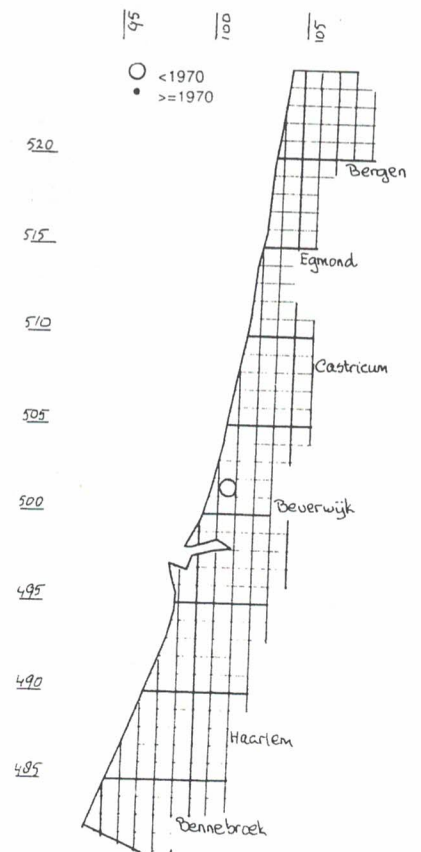 95 100 105
<1970
>=1970
520
Bergen
515
Egmond
510
Castricum
505
500
Beverwijk
495
490
Haarlem
485
Bennebroek